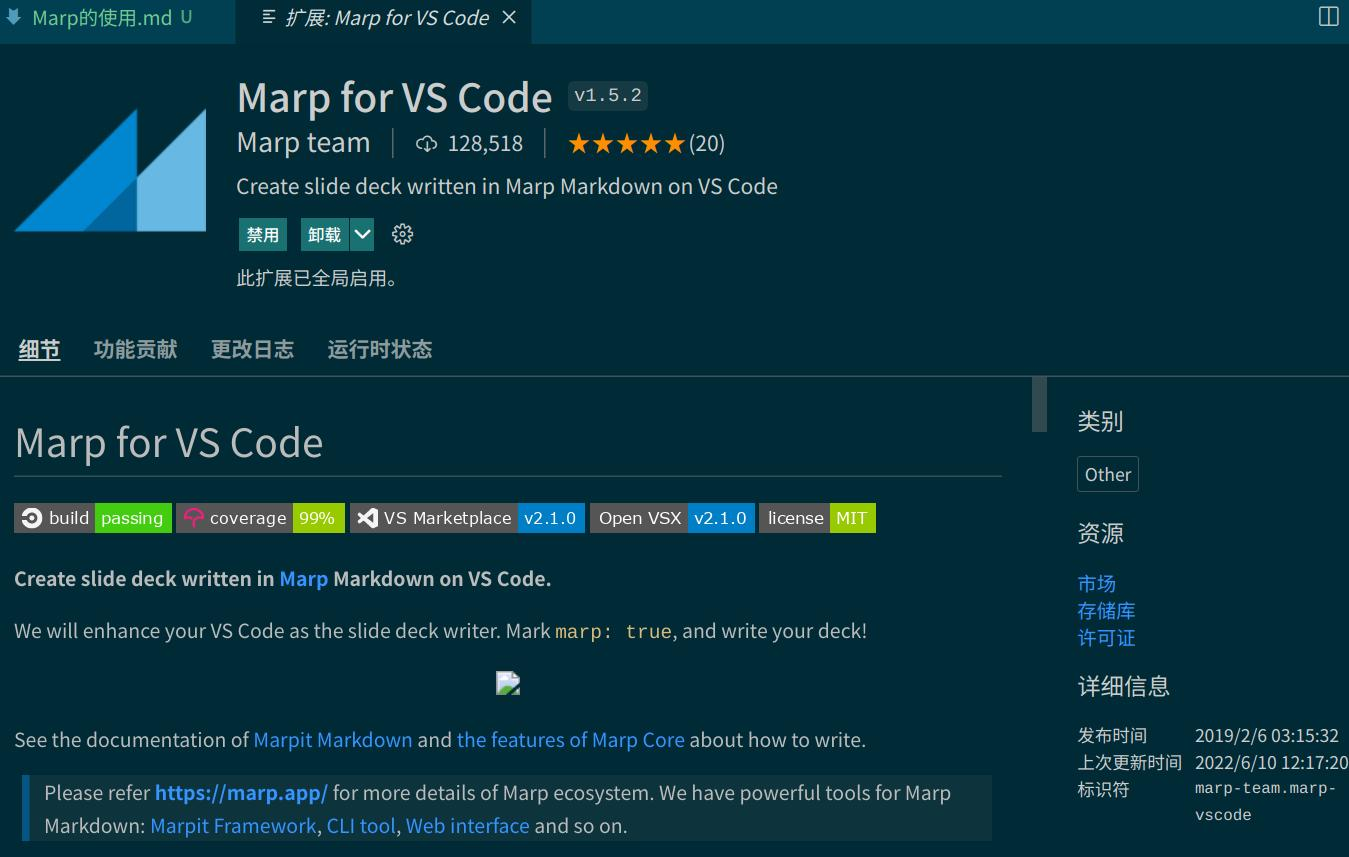 Marp的使用.md U
扩展: Marp for VS Code
Marp for VS Code v1.5.2
Marp team 128,518 (20)
Create slide deck written in Marp Markdown on VS Code
禁用 卸载
此扩展已全局启用。
细节 功能贡献 更改日志 运行时状态
Marp for VS Code
build passing coverage 99% VS Marketplace v2.1.0 Open VSX v2.1.0 license MIT
Create slide deck written in Marp Markdown on VS Code.
We will enhance your VS Code as the slide deck writer. Mark marp: true, and write your deck!
See the documentation of Marpit Markdown and the features of Marp Core about how to write.
Please refer https://marp.app/ for more details of Marp ecosystem. We have powerful tools for Marp
Markdown: Marpit Framework, CLI tool, Web interface and so on.
类别
Other
资源
市场
存储库
许可证
详细信息
发布时间 2019/2/6 03:15:32
上次更新时间 2022/6/10 12:17:20
标识符 marp-team.marp-
vscode